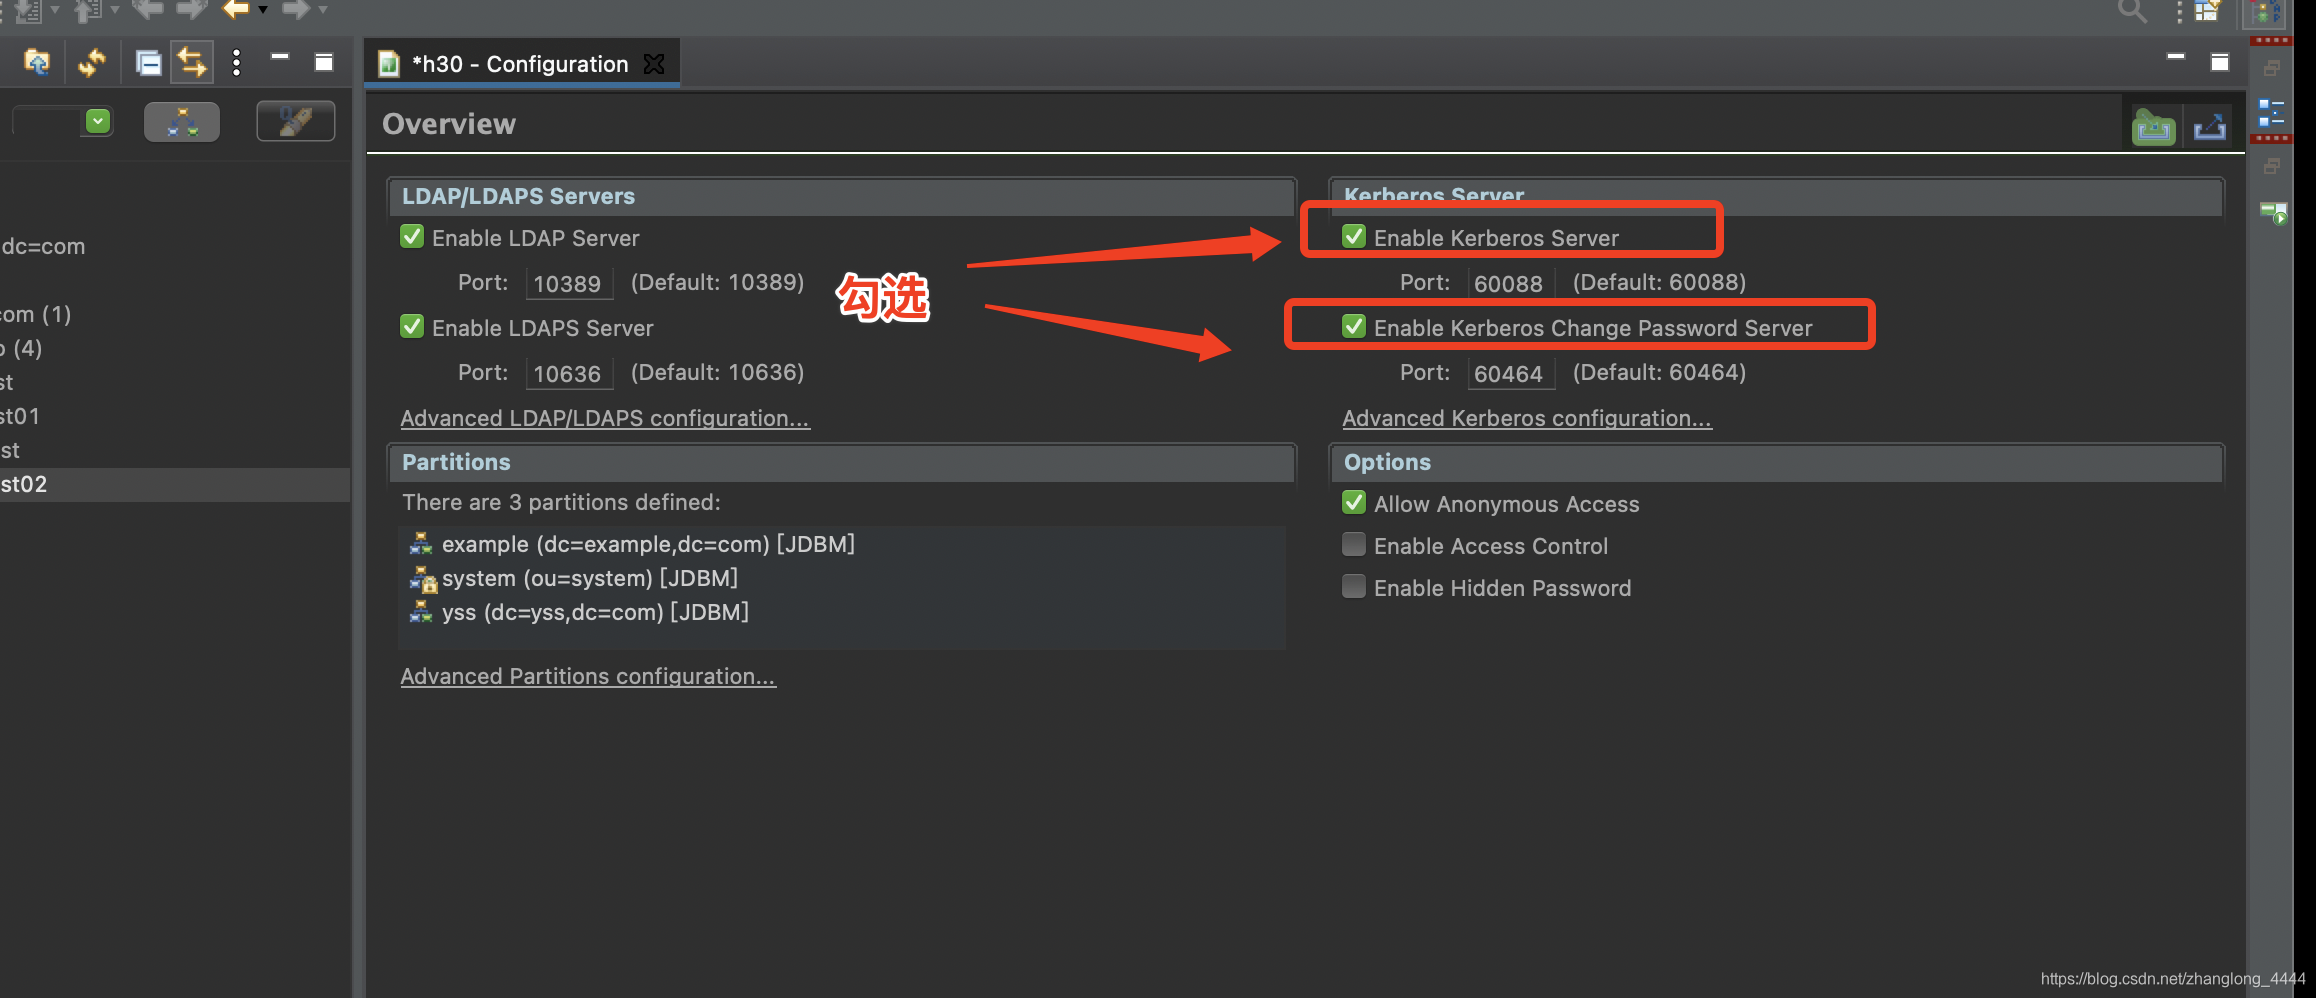 *h30 - Configuration
Overview
dc=com
om (1)
(4)
st
st01
st
st02
LDAP/LDAPS Servers
Enable LDAP Server
Port: 10389 (Default: 10389)
Enable LDAPS Server
Port: 10636 (Default: 10636)
Advanced LDAP/LDAPS configuration...
勾选
Kerberos Server
Enable Kerberos Server
Port: 60088 (Default: 60088)
Enable Kerberos Change Password Server
Port: 60464 (Default: 60464)
Advanced Kerberos configuration...
Partitions
There are 3 partitions defined:
example (dc=example,dc=com) [JDBM]
system (ou=system) [JDBM]
yss (dc=yss,dc=com) [JDBM]
Advanced Partitions configuration...
Options
Allow Anonymous Access
Enable Access Control
Enable Hidden Password
https://blog.csdn.net/zhanglong_4444